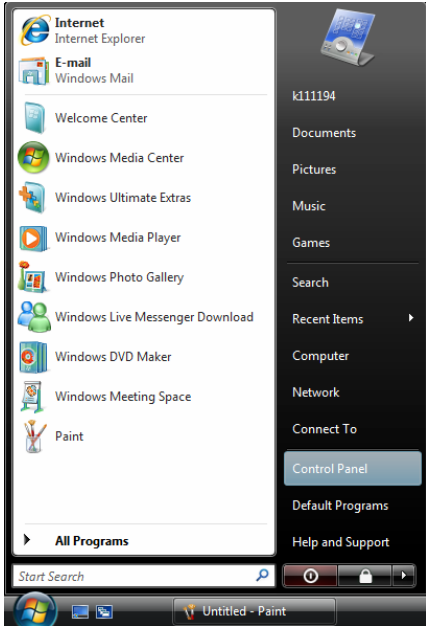 Internet
Internet Explorer
E-mail
Windows Mail
Welcome Center
Windows Media Center
Windows Ultimate Extras
Windows Media Player
Windows Photo Gallery
Windows Live Messenger Download
Windows DVD Maker
Windows Meeting Space
Paint
All Programs
Start Search
k111194
Documents
Pictures
Music
Games
Search
Recent Items
Computer
Network
Connect To
Control Panel
Default Programs
Help and Support
Untitled - Paint